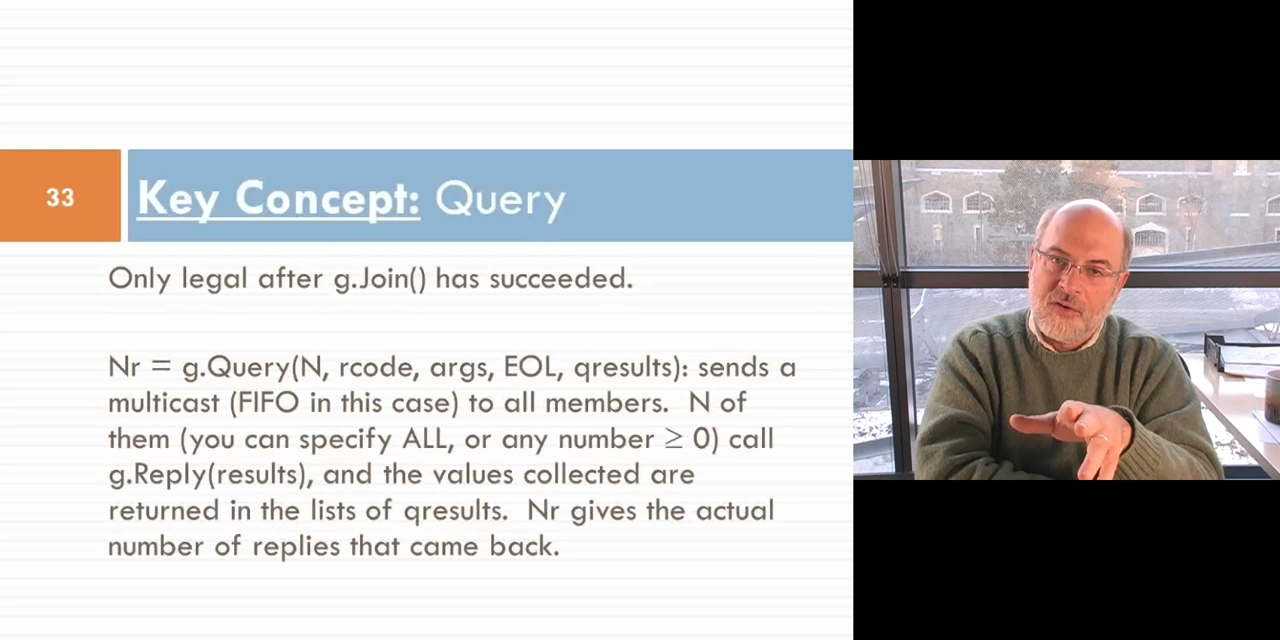 33
Key Concept: Query
Only legal after g.Join() has succeeded.
Nr = g.Query(N, rcode, args, EOL, qresults): sends a
multicast (FIFO in this case) to all members.  N of
them (you can specify ALL, or any number ≥ 0) call
g.Reply(results), and the values collected are
returned in the lists of qresults.  Nr gives the actual
number of replies that came back.